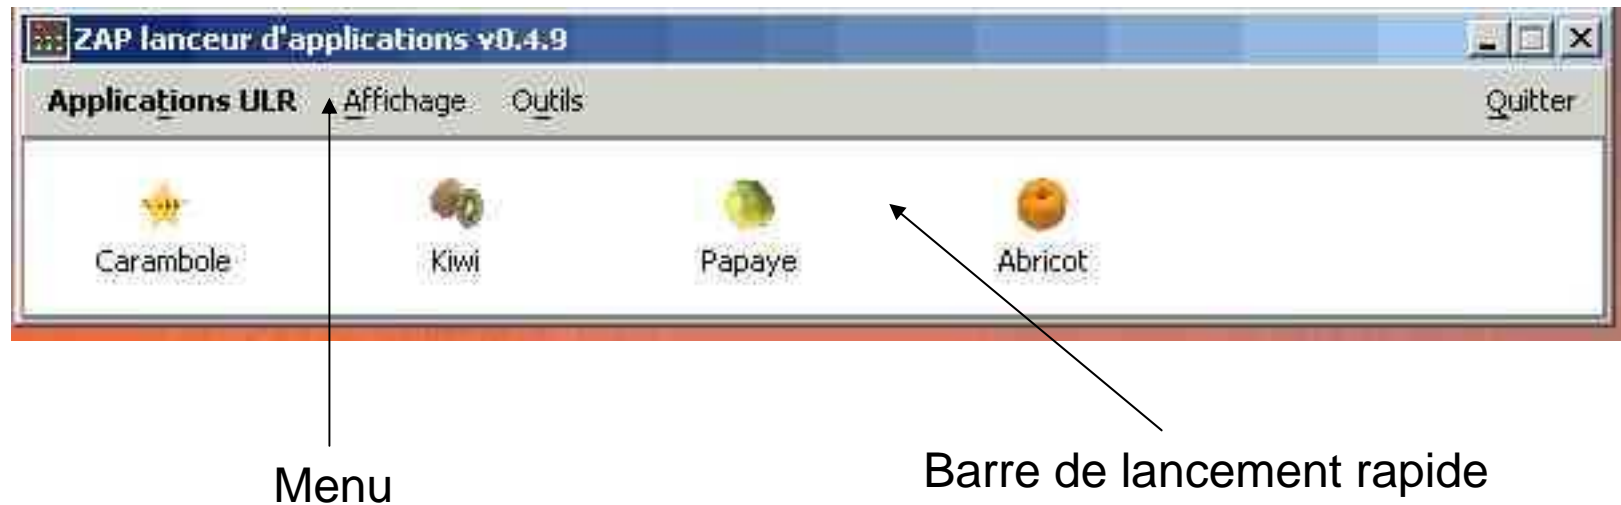 ZAP lanceur d'applications v0.4.9
Applications ULR Affichage Outils Quitter
Carambole Kiwi Papaye Abricot
Menu
Barre de lancement rapide